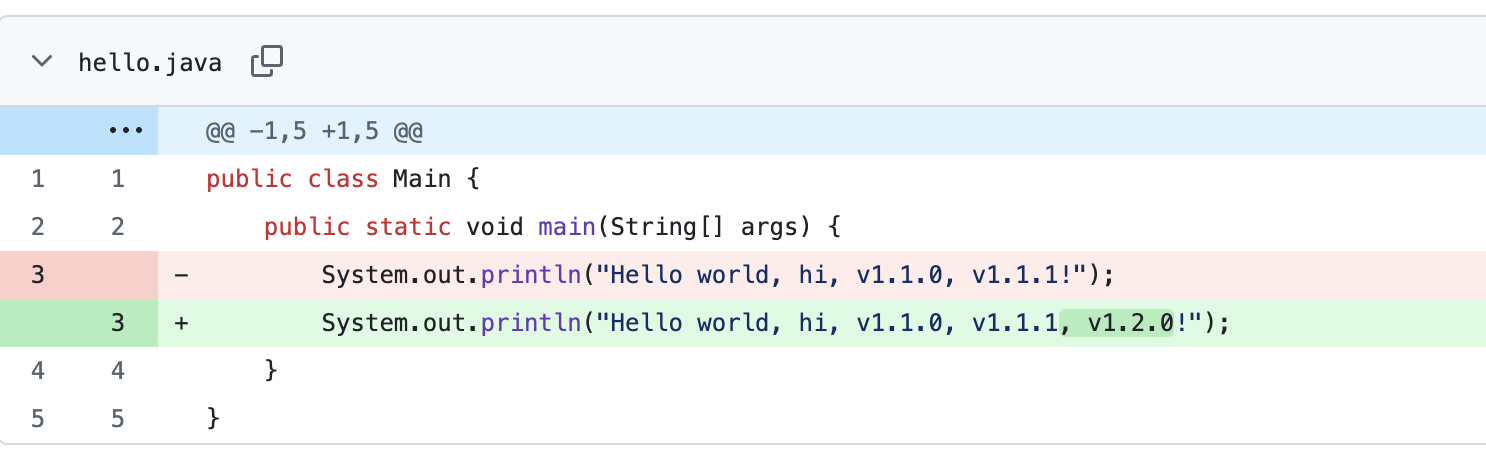 hello.java
... @@ -1,5 +1,5 @@
1 1 public class Main {
2 2 public static void main(String[] args) {
3 - System.out.println("Hello world, hi, v1.1.0, v1.1.1!");
3 + System.out.println("Hello world, hi, v1.1.0, v1.1.1, v1.2.0!");
4 4 }
5 5 }